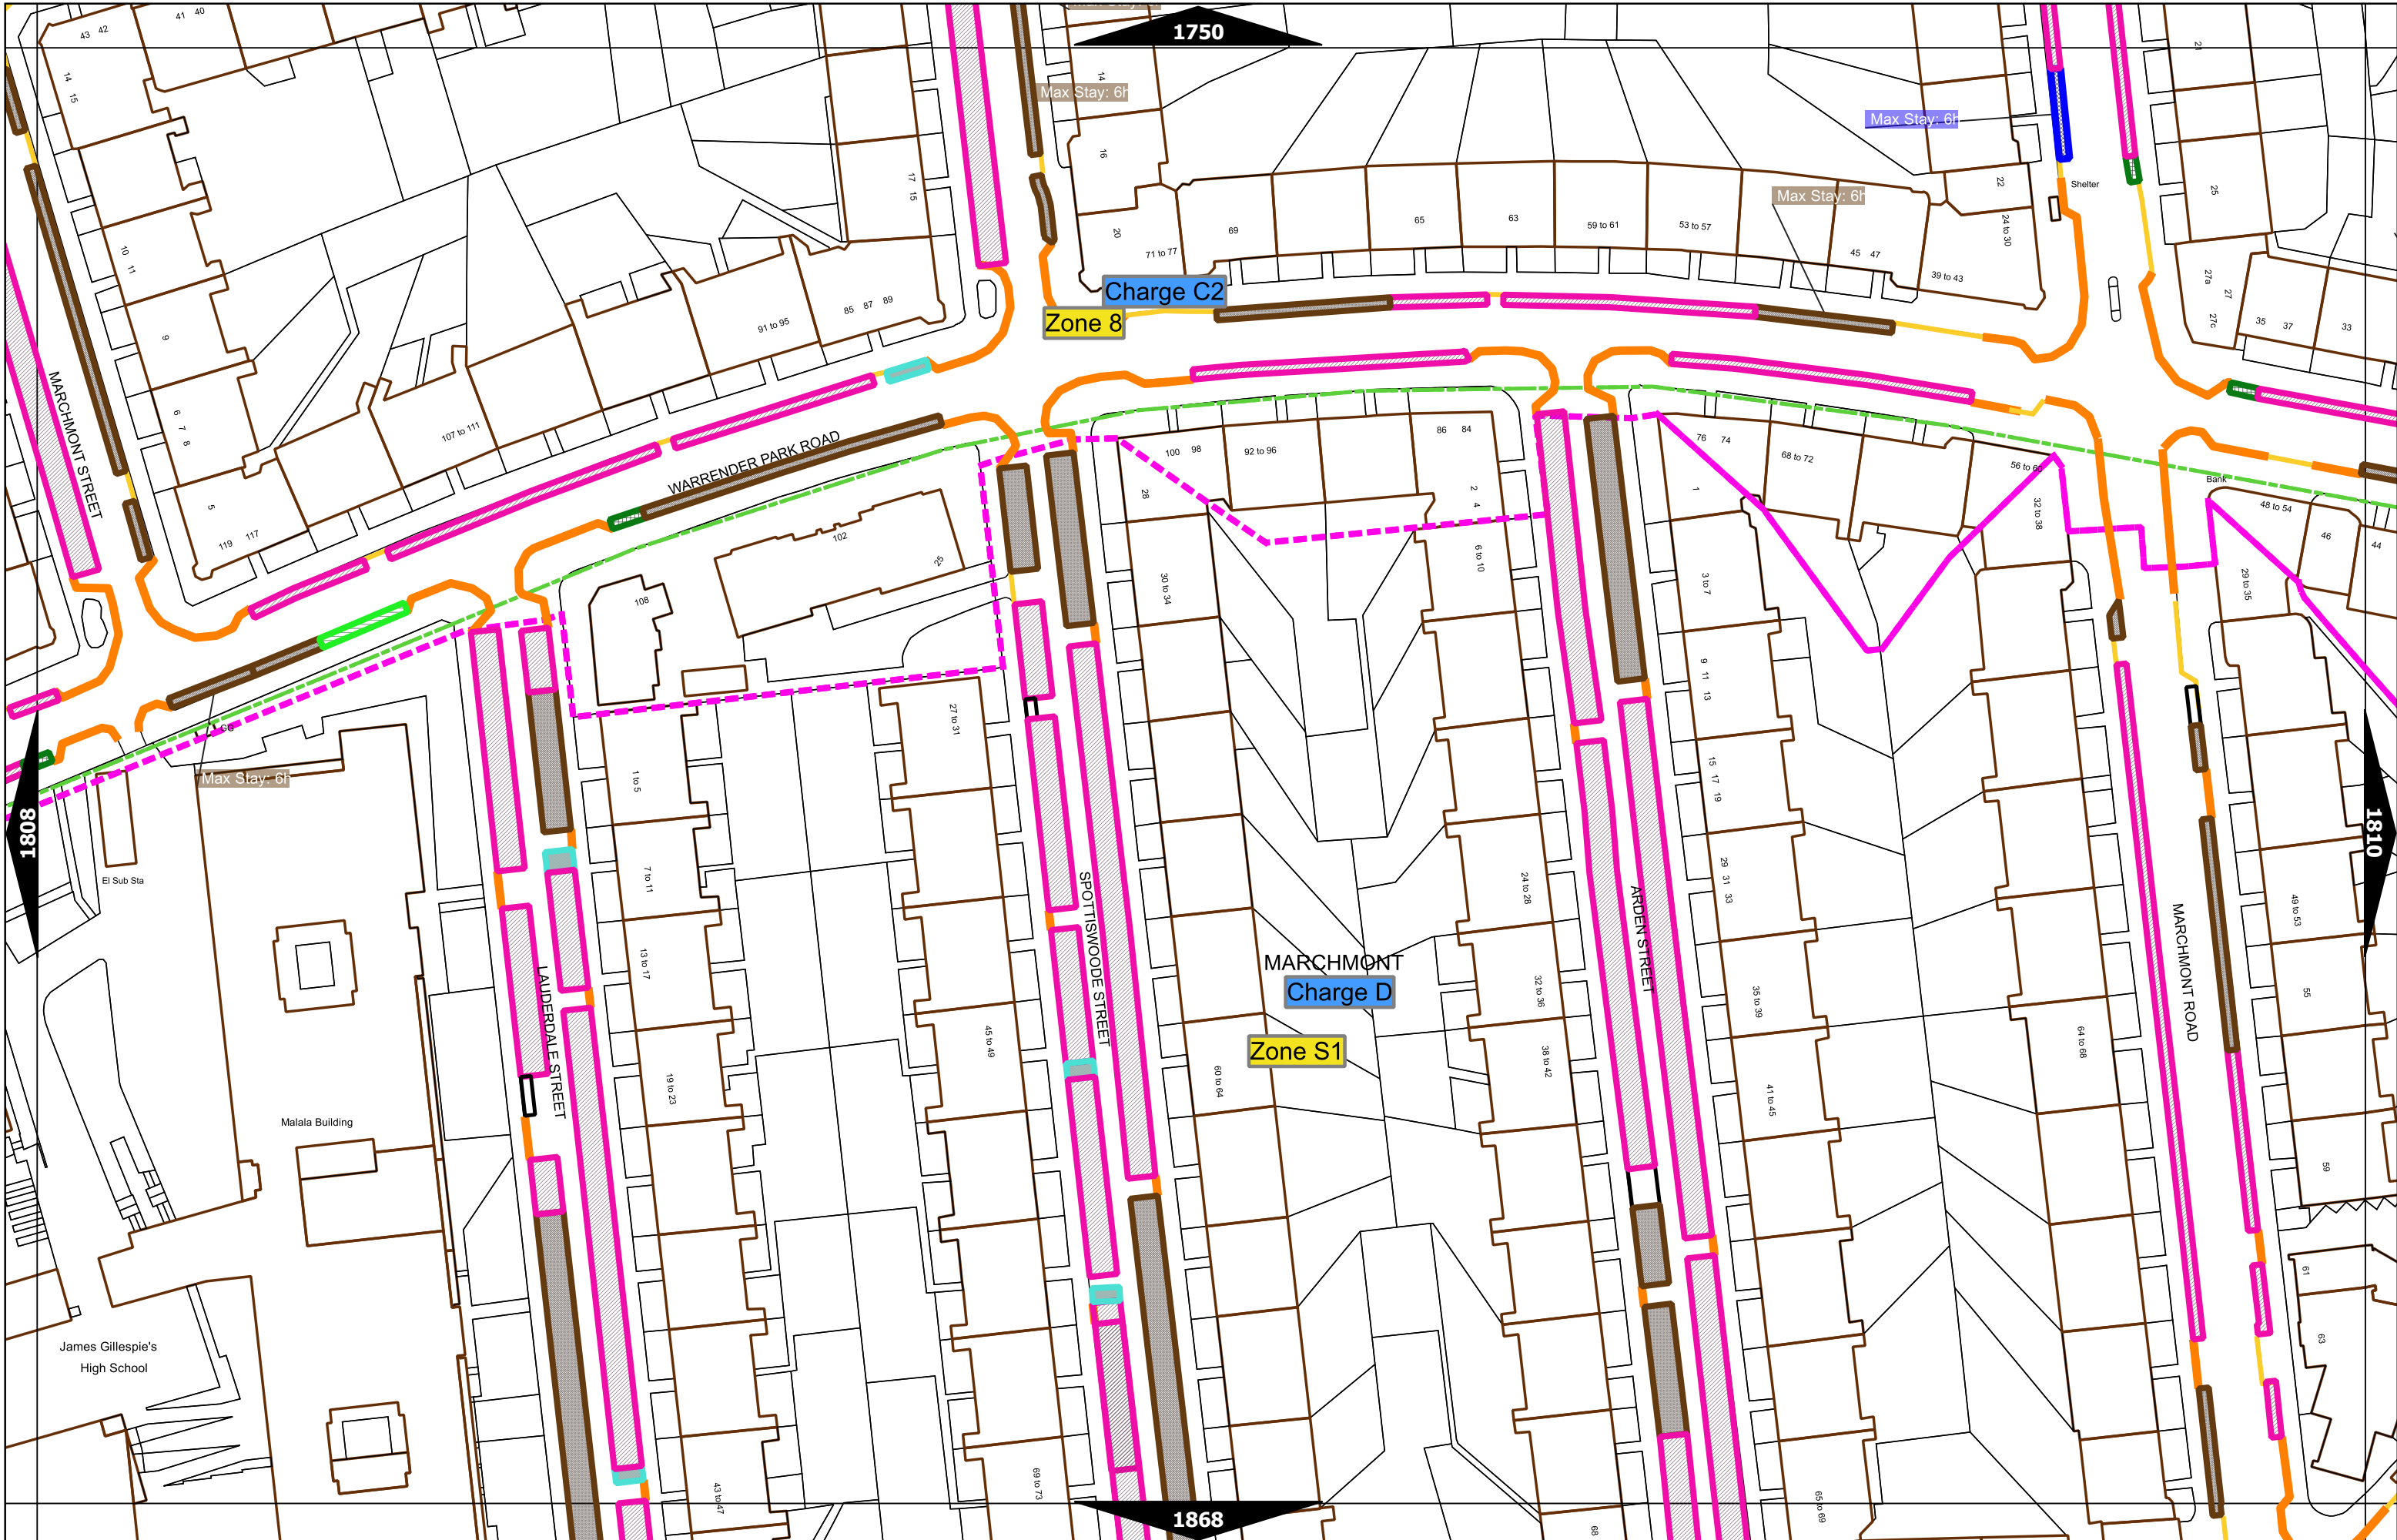 1750
43 42
41 40
14 15
14
Max Stay: 6h
16
17 15
20
71 to 77
69
65
63
59 to 61
53 to 57
Max Stay: 6h
45 47
39 to 43
Max Stay: 6h
22
24 to 30
Shelter
21
25
27a
27
27c
35 37
33
10 11
9
6 7 8
5
119 117
107 to 111
91 to 95
85 87 89
Charge C2
Zone 8
MARCHMONT STREET
WARRENDER PARK ROAD
102
108
25
28
100 98
92 to 96
86 84
2 4
6 to 10
30 to 34
76 74
68 to 72
56 to 60
1
3 to 7
32 to 38
Bank
48 to 54
46
44
29 to 35
9 11 13
15 17 19
29 31 33
GG
Max Stay: 6h
1808
1810
El Sub Sta
1 to 5
7 to 11
13 to 17
19 to 23
27 to 31
45 to 49
LAUDERDALE STREET
SPOTTISWOODE STREET
ARDEN STREET
MARCHMONT ROAD
24 to 28
32 to 36
38 to 42
35 to 39
41 to 45
49 to 53
55
59
61
63
64 to 68
60 to 64
MARCHMONT
Charge D
Zone S1
Malala Building
James Gillespie's
High School
43 to 47
69 to 73
68
65 to 69
1868